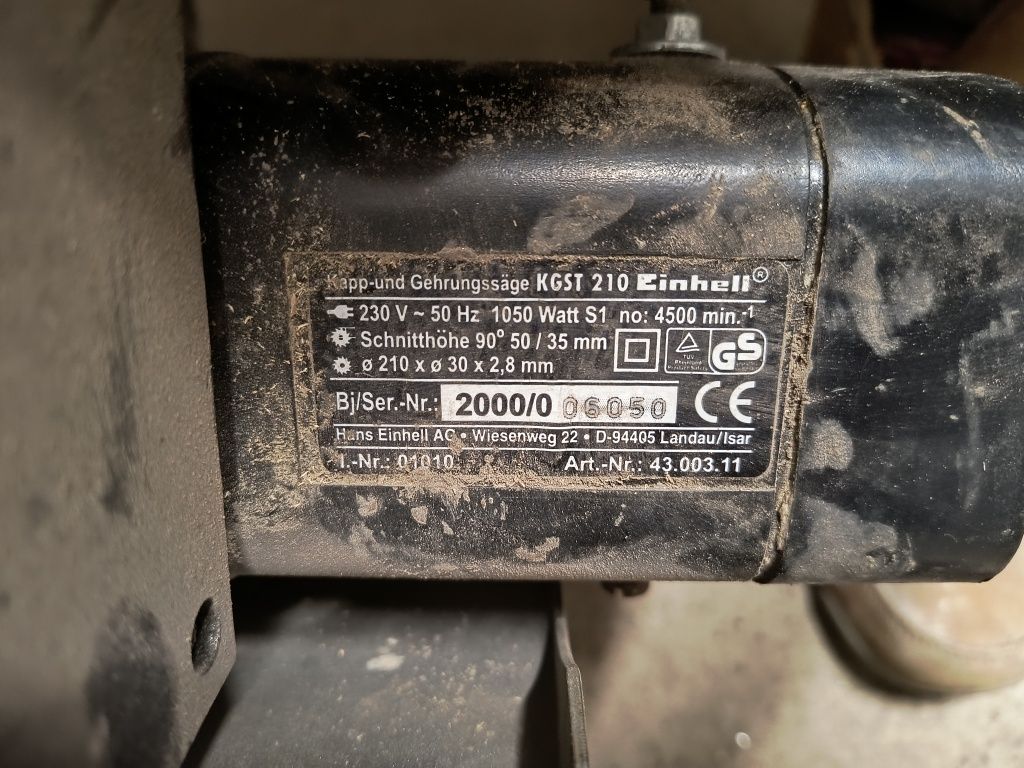 Kapp-und Gehrungssäge KGST 210 Einhell®
230 V ~ 50 Hz 1050 Watt S1 no: 4500 min.-1
Schnitthöhe 90° 50 / 35 mm
ø 210 x ø 30 x 2,8 mm
TÜV
GS
Bj/Ser.-Nr.: 2000/0 06050 CE
Hans Einhell AG • Wiesenweg 22 • D-94405 Landau/Isar
I.-Nr.: 01010 Art.-Nr.: 43.003.11